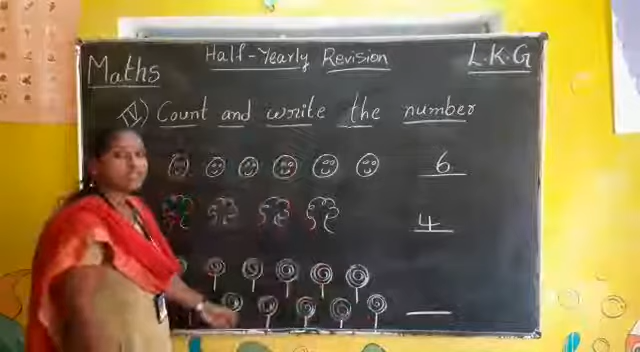 Maths
Half-Yearly Revision
L.K.G
IV) Count and write the number
6
4